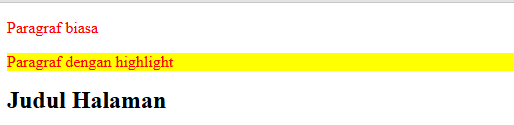 Paragraf biasa
Paragraf dengan highlight
Judul Halaman